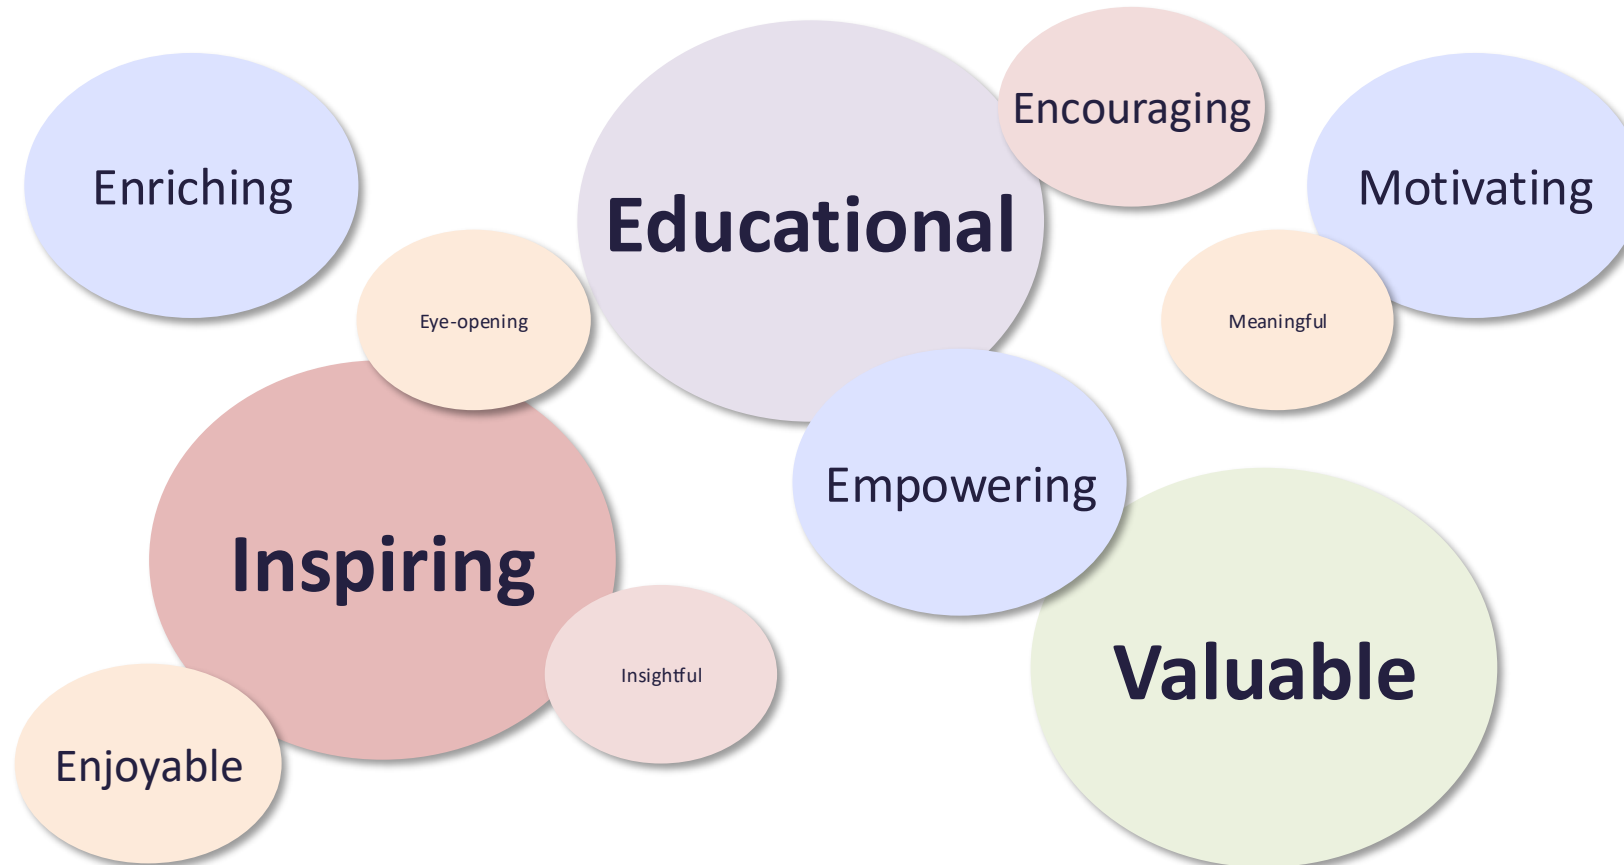 Encouraging
Enriching
Motivating
Educational
Eye-opening
Meaningful
Empowering
Inspiring
Insightful
Valuable
Enjoyable